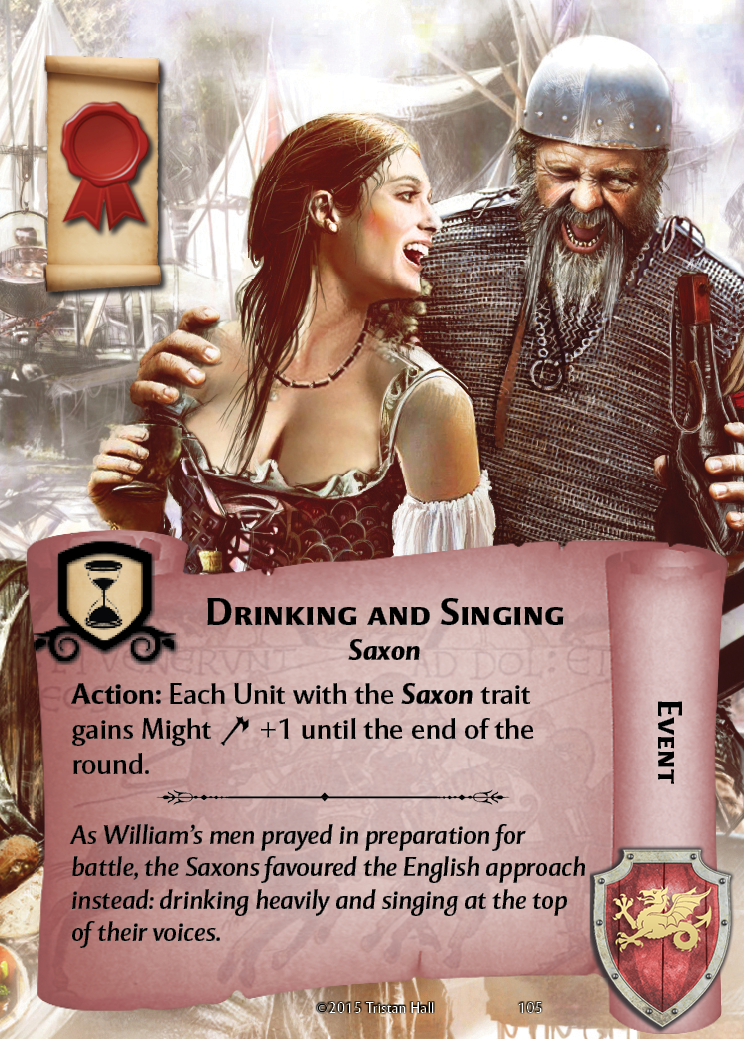 DRINKING AND SINGING
Saxon
Action: Each Unit with the Saxon trait
gains Might +1 until the end of the
round.
EVENT
As William's men prayed in preparation for
battle, the Saxons favoured the English approach
instead: drinking heavily and singing at the top
of their voices.
©2015 Tristan Hall
105